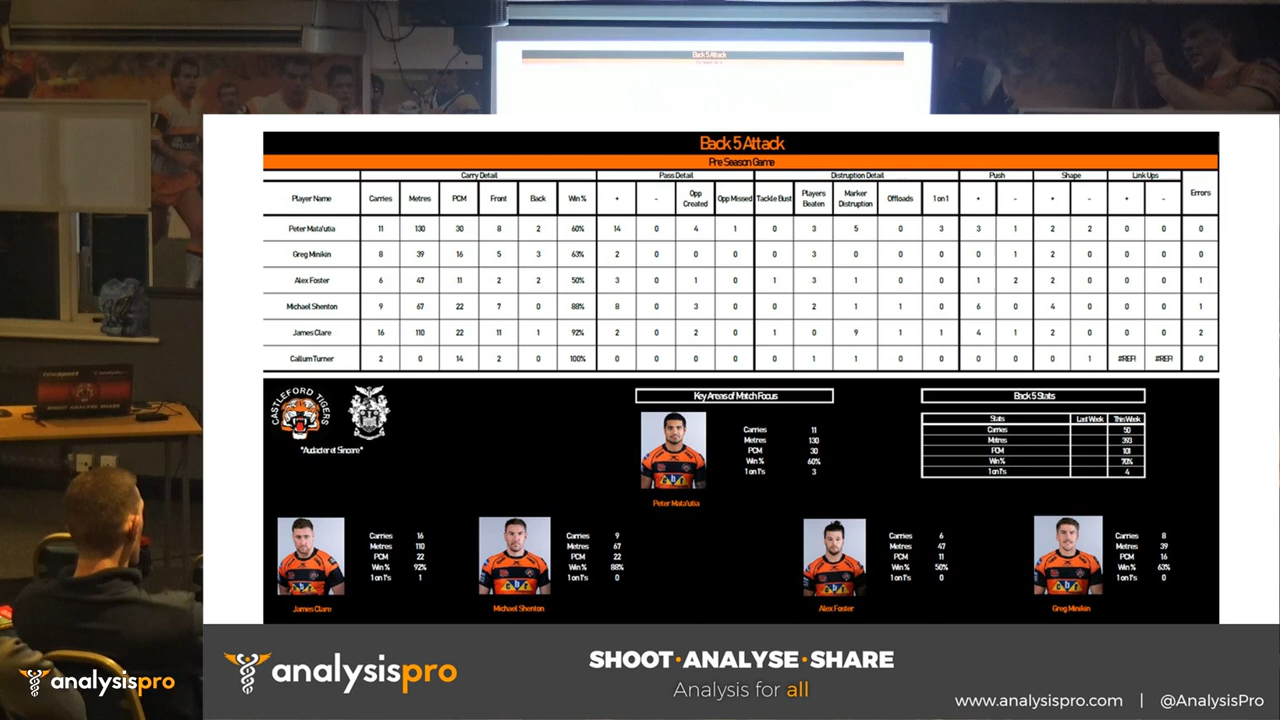 Back 5 Attack
Back 5 Attack
Pre Season Game
Carry Detail Pass Detail Distruption Detail Push Shape Link Ups
Player Name Carries Metres PCM Front Back Win % + - Opp Created Opp Missed Tackle Bust Players Beaten Marker Distruption Offloads 1 on 1 + - + - + - Errors
Peter Mata'utia 11 130 30 8 2 60% 14 0 4 1 0 3 5 0 3 3 1 2 2 0 0 0
Greg Minikin 8 39 16 5 3 63% 2 0 0 0 0 3 0 0 0 0 1 2 0 0 0 0
Alex Foster 6 47 11 2 2 50% 3 0 1 0 1 3 1 0 0 1 2 2 0 0 0 1
Michael Shenton 9 67 22 7 0 88% 8 0 3 0 0 2 1 1 0 6 0 4 0 0 0 1
James Clare 16 110 22 11 1 92% 2 0 2 0 1 0 9 1 1 4 1 2 0 0 0 2
Callum Turner 2 0 14 2 0 100% 0 0 0 0 0 1 1 0 0 0 0 0 1 #REF! #REF! 0
CASTLEFORD TIGERS
"Audacter et Sincere"
Key Areas of Match Focus
Carries 11
Metres 130
PCM 30
Win % 60%
1 on 1's 3
Peter Mata'utia
Back 5 Stats
Stats Last Week This Week
Carries 50
Metres 393
PCM 101
Win % 70%
1 on 1's 4
Carries 16
Metres 110
PCM 22
Win % 92%
1 on 1's 1
James Clare
Carries 9
Metres 67
PCM 22
Win % 88%
1 on 1's 0
Michael Shenton
Carries 6
Metres 47
PCM 11
Win % 50%
1 on 1's 0
Alex Foster
Carries 8
Metres 39
PCM 16
Win % 63%
1 on 1's 0
Greg Minikin
SHOOT ANALYSE SHARE
analysispro
analysispro
SHOOT·ANALYSE·SHARE
Analysis for all
www.analysispro.com | @AnalysisPro